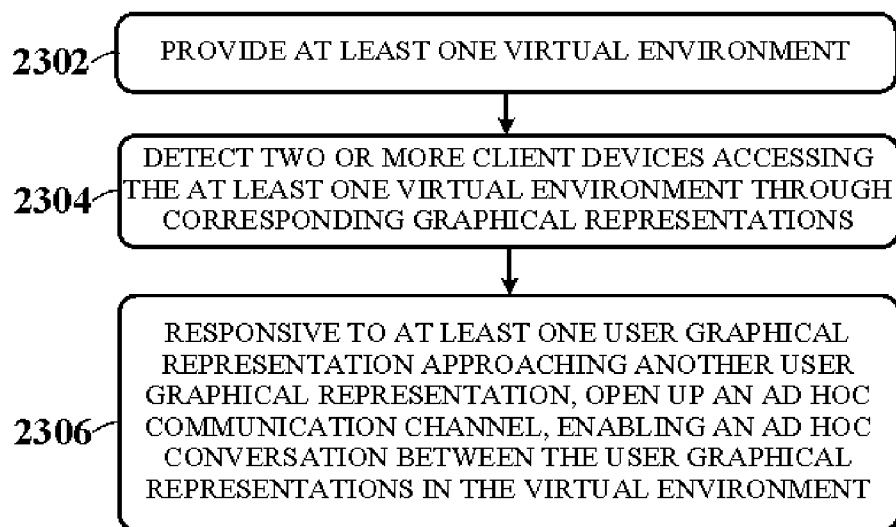 2302
PROVIDE AT LEAST ONE VIRTUAL ENVIRONMENT
2304
DETECT TWO OR MORE CLIENT DEVICES ACCESSING
THE AT LEAST ONE VIRTUAL ENVIRONMENT THROUGH
CORRESPONDING GRAPHICAL REPRESENTATIONS
2306
RESPONSIVE TO AT LEAST ONE USER GRAPHICAL
REPRESENTATION APPROACHING ANOTHER USER
GRAPHICAL REPRESENTATION, OPEN UP AN AD HOC
COMMUNICATION CHANNEL, ENABLING AN AD HOC
CONVERSATION BETWEEN THE USER GRAPHICAL
REPRESENTATIONS IN THE VIRTUAL ENVIRONMENT